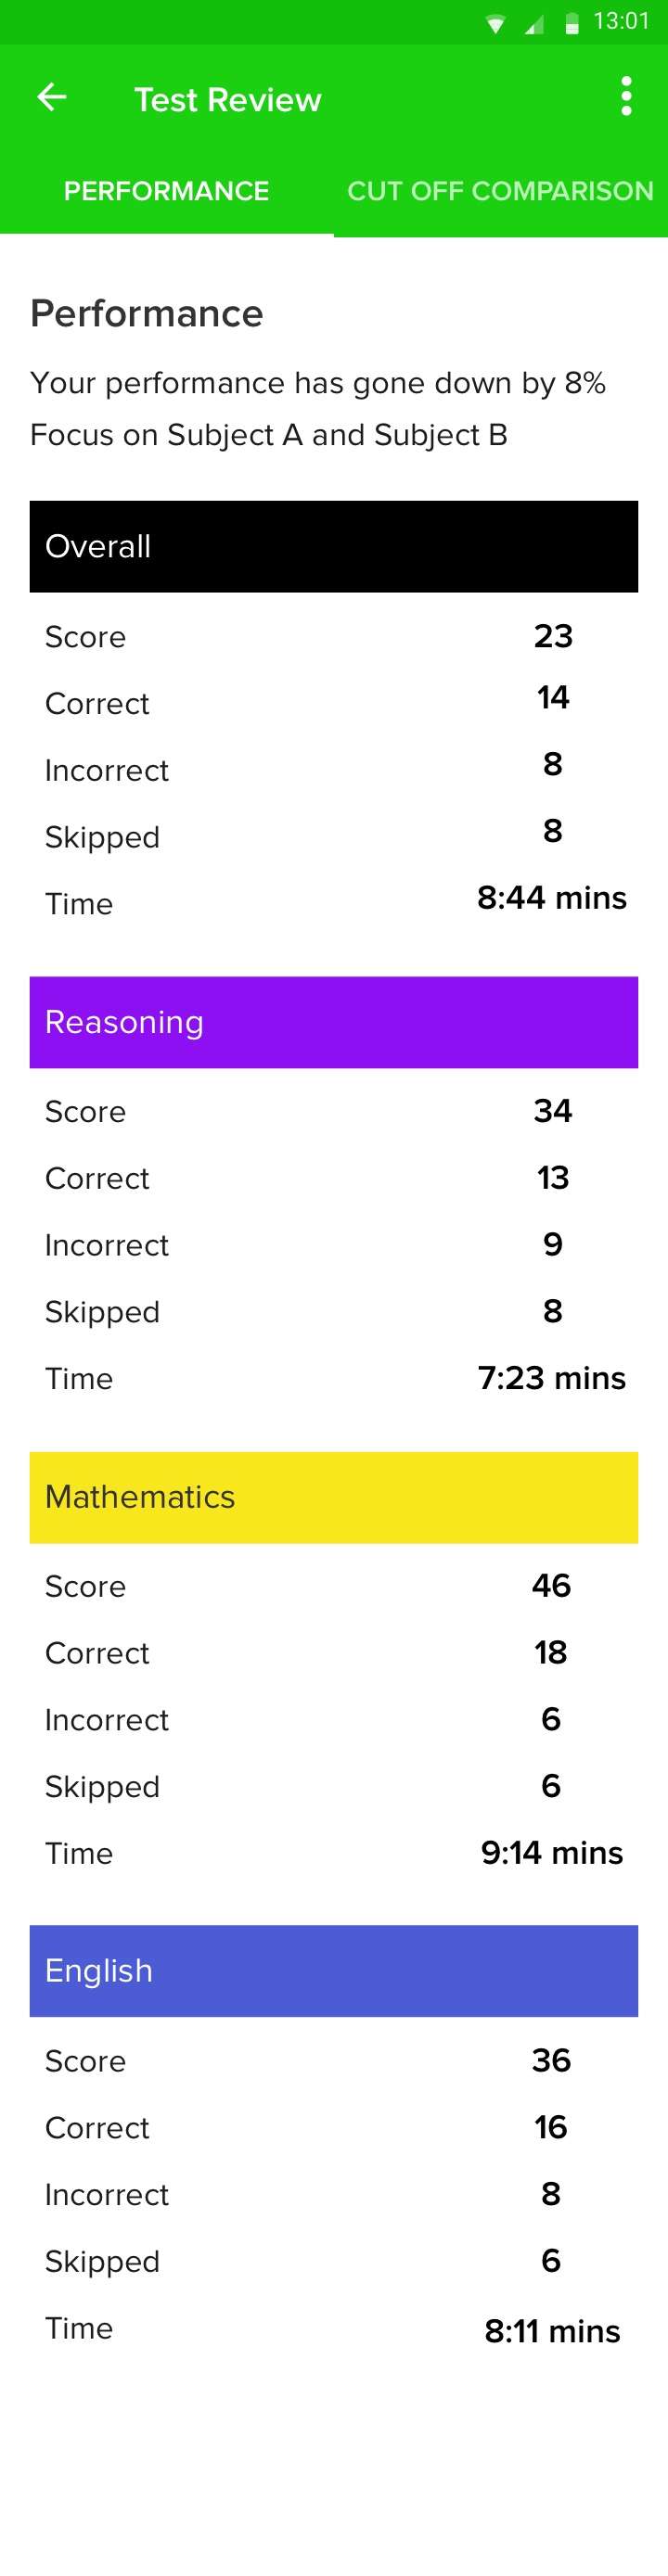 13:01
Test Review
PERFORMANCE CUT OFF COMPARISON
Performance
Your performance has gone down by 8%
Focus on Subject A and Subject B
Overall
Score 23
Correct 14
Incorrect 8
Skipped 8
Time 8:44 mins
Reasoning
Score 34
Correct 13
Incorrect 9
Skipped 8
Time 7:23 mins
Mathematics
Score 46
Correct 18
Incorrect 6
Skipped 6
Time 9:14 mins
English
Score 36
Correct 16
Incorrect 8
Skipped 6
Time 8:11 mins